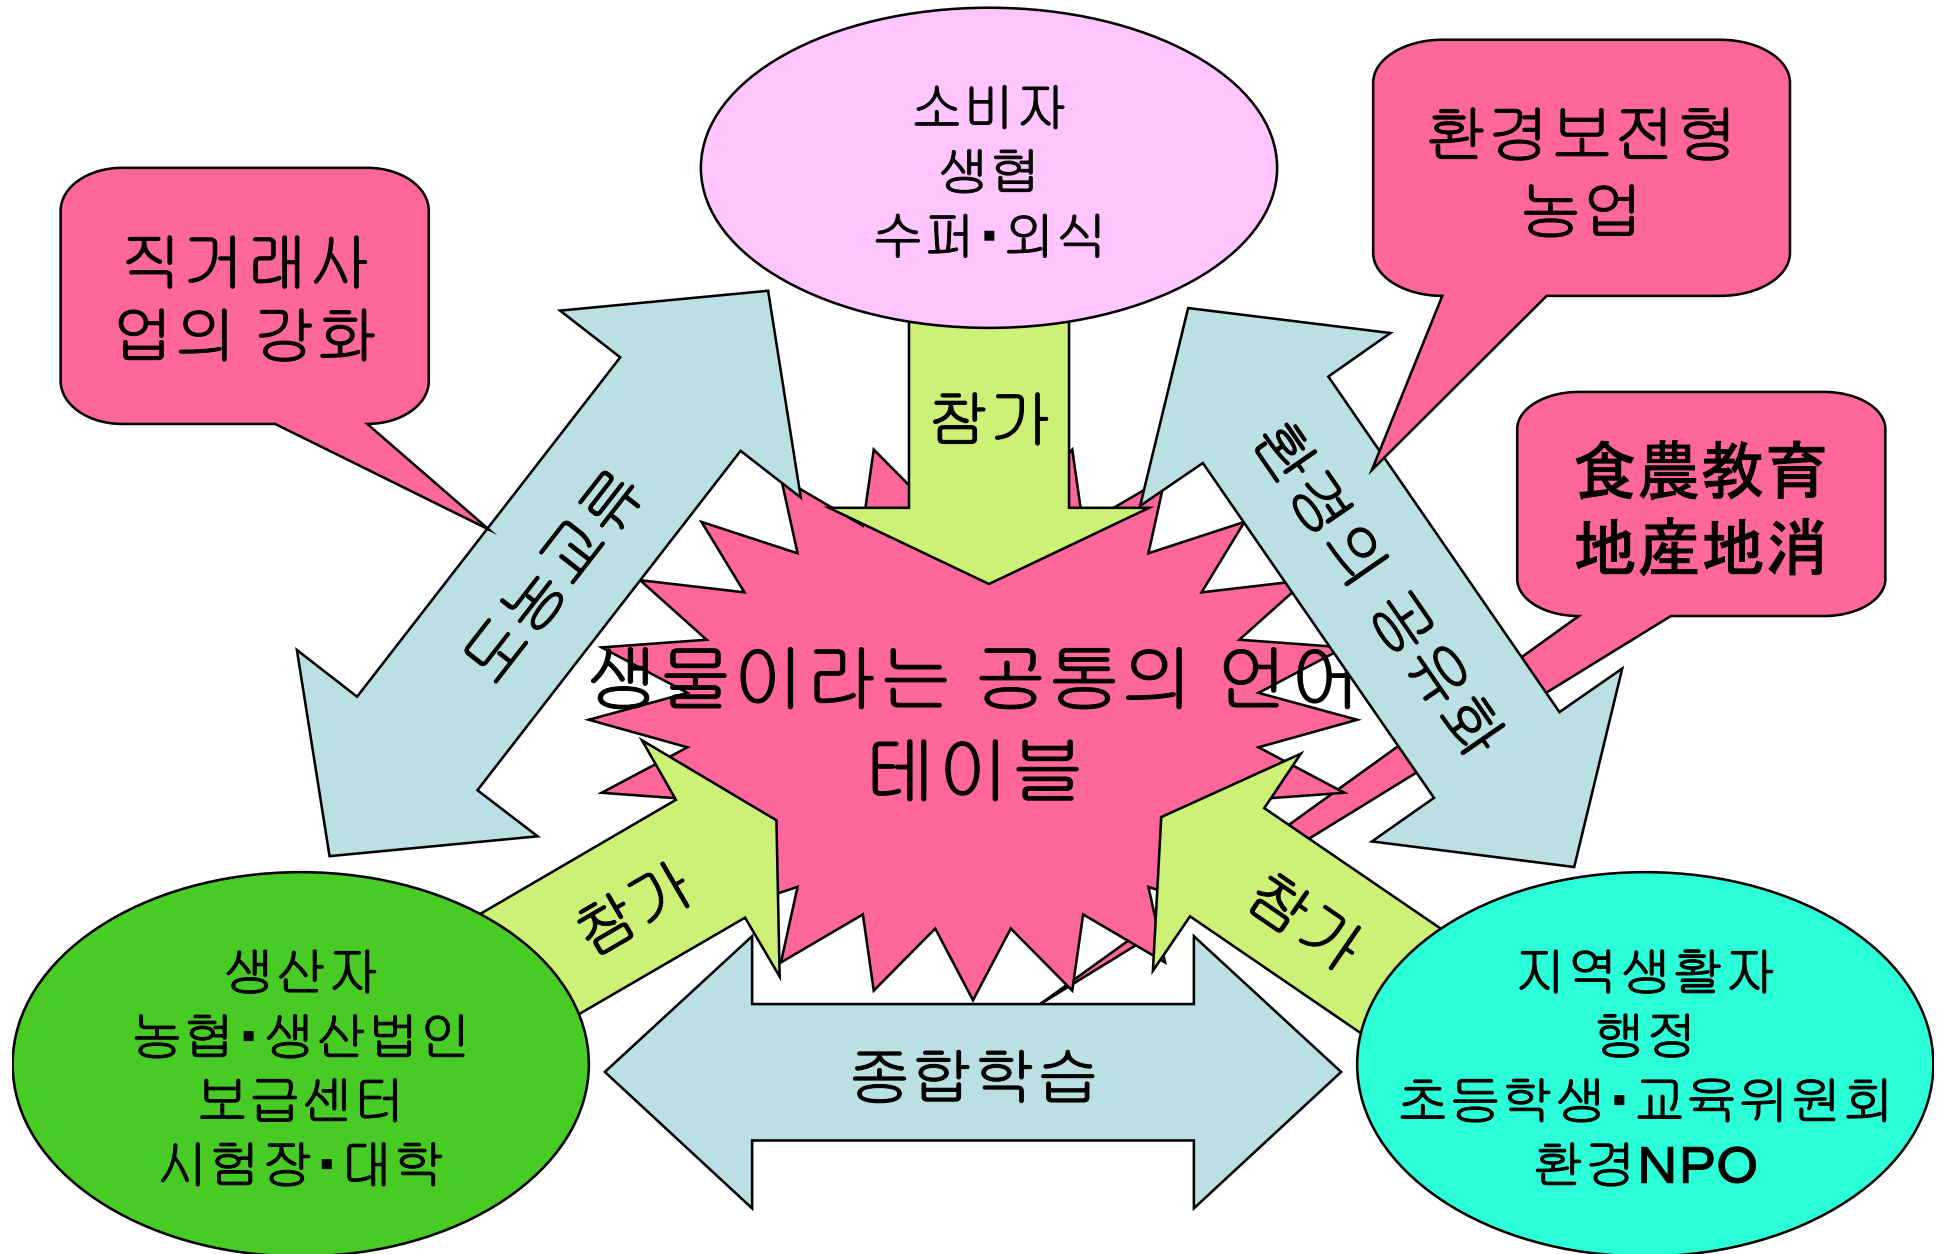 소비자
생협
수퍼▪외식
환경보전형
농업
직거래사
업의 강화
참가
食農教育
地産地消
도농교류
환경의 공유화
생물이라는 공통의 언어
테이블
참가
참가
생산자
농협▪생산법인
보급센터
시험장▪대학
종합학습
지역생활자
행정
초등학생▪교육위원회
환경NPO